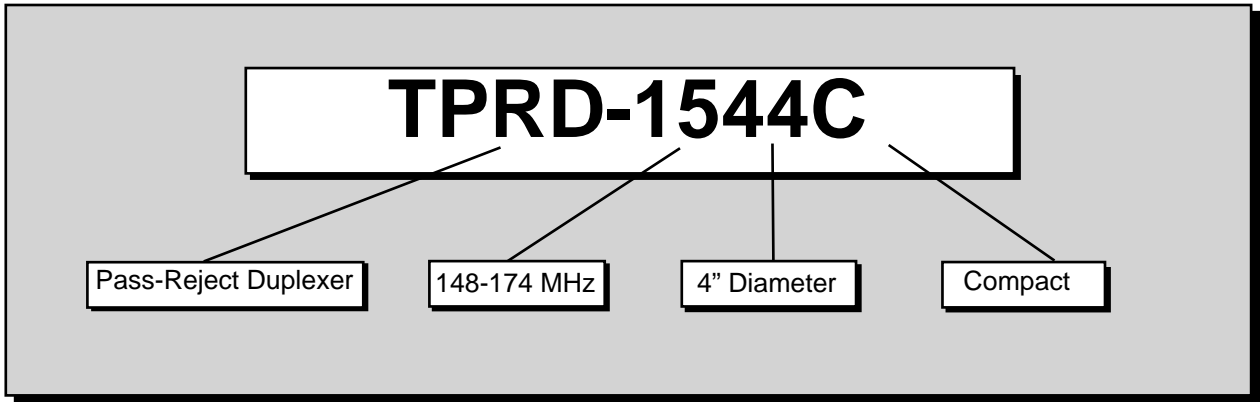 TPRD-1544C
Pass-Reject Duplexer
148-174 MHz
4” Diameter
Compact